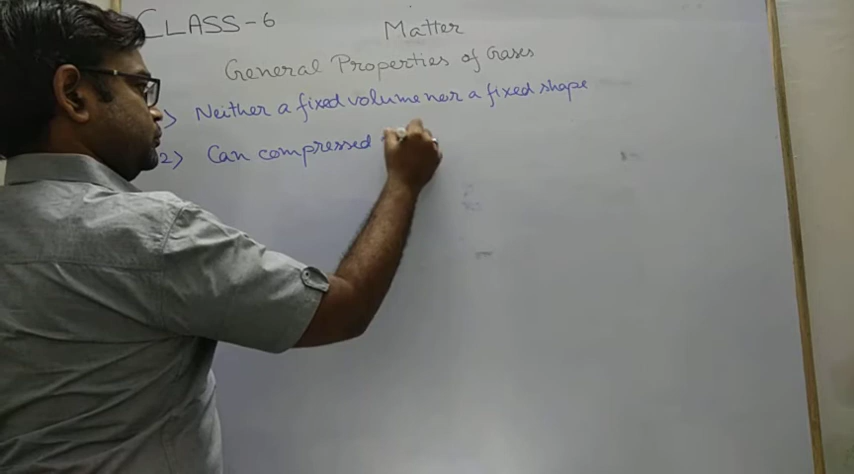 CLASS-6
Matter
General Properties of Gases
> Neither a fixed volume nor a fixed shape
2> Can compressed